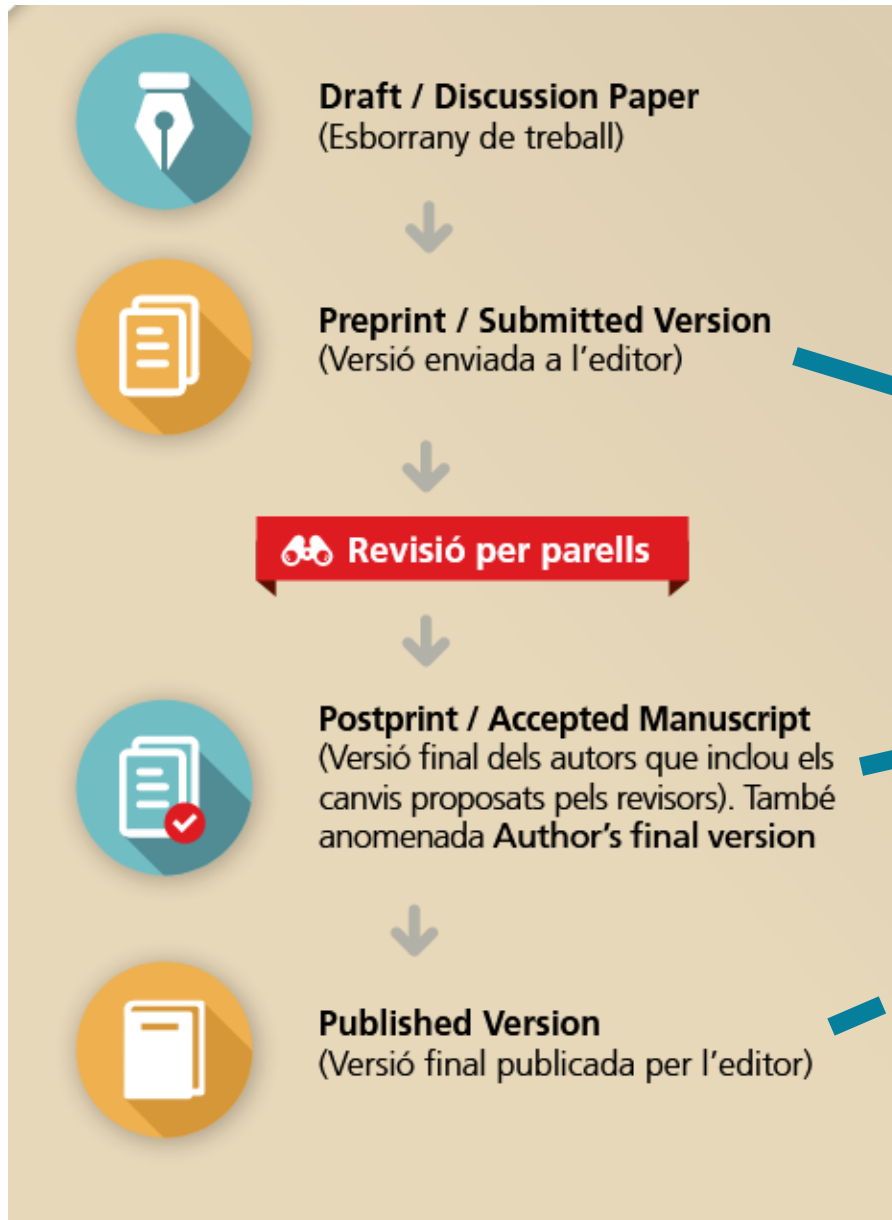 Draft / Discussion Paper
(Esborrany de treball)
Preprint / Submitted Version
(Versió enviada a l'editor)
Revisió per parells
Postprint / Accepted Manuscript
(Versió final dels autors que inclou els
canvis proposats pels revisors). També
anomenada Author's final version
Published Version
(Versió final publicada per l'editor)